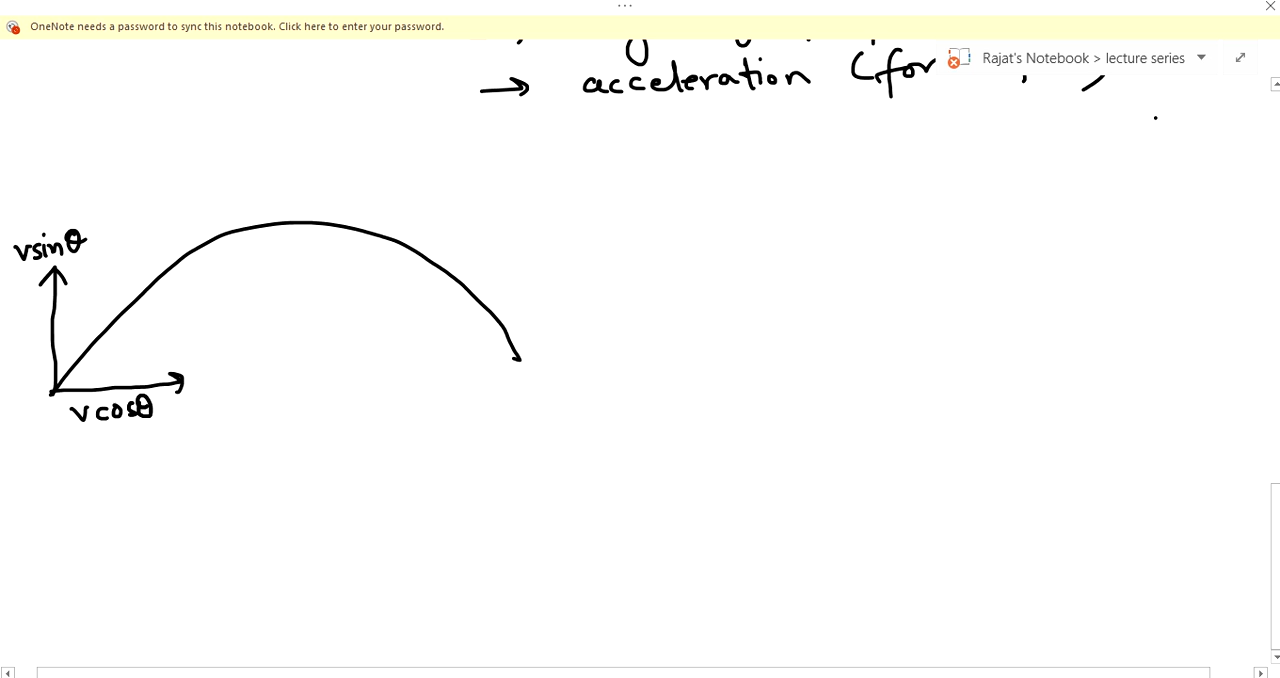 OneNote needs a password to sync this notebook. Click here to enter your password.
Rajat's Notebook > lecture series
→ acceleration (for
vsinθ
vcosθ